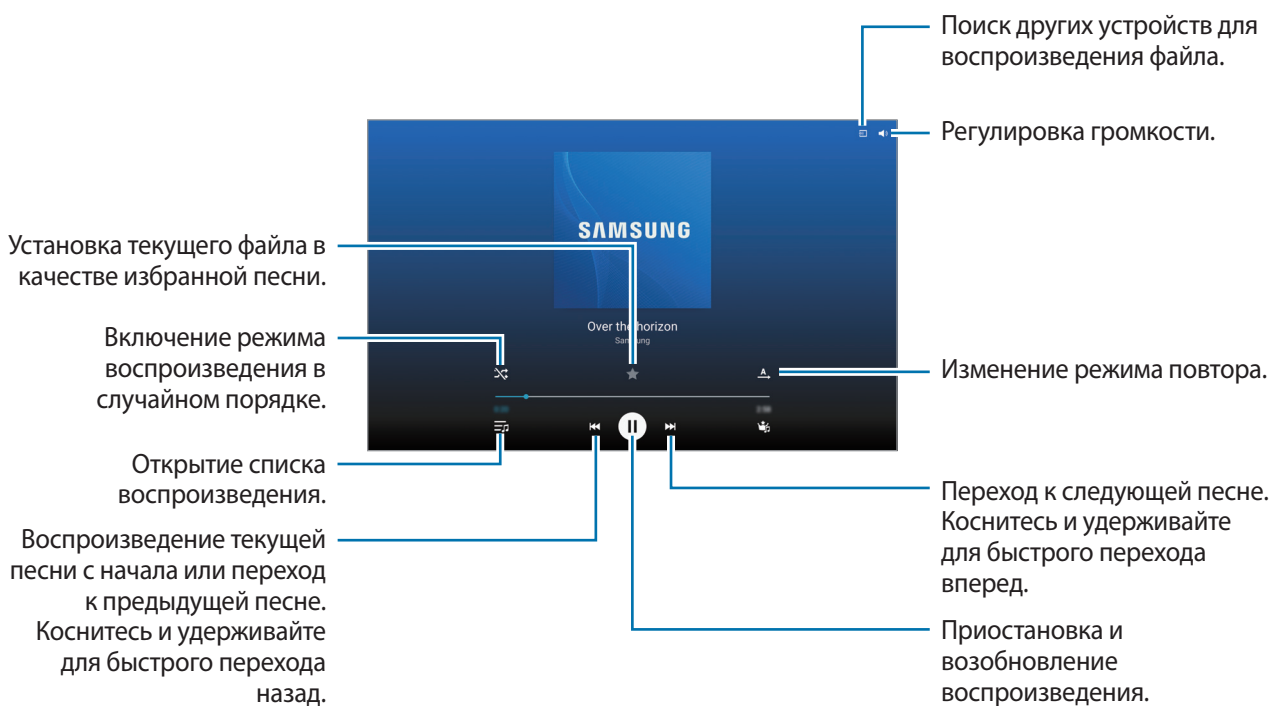 Поиск других устройств для
воспроизведения файла.
Регулировка громкости.
SAMSUNG
Установка текущего файла в
качестве избранной песни.
Over the horizon
Samsung
Включение режима
воспроизведения в
случайном порядке.
A
Изменение режима повтора.
Открытие списка
воспроизведения.
Воспроизведение текущей
песни с начала или переход
к предыдущей песне.
Коснитесь и удерживайте
для быстрого перехода
назад.
Переход к следующей песне.
Коснитесь и удерживайте
для быстрого перехода
вперед.
Приостановка и
возобновление
воспроизведения.